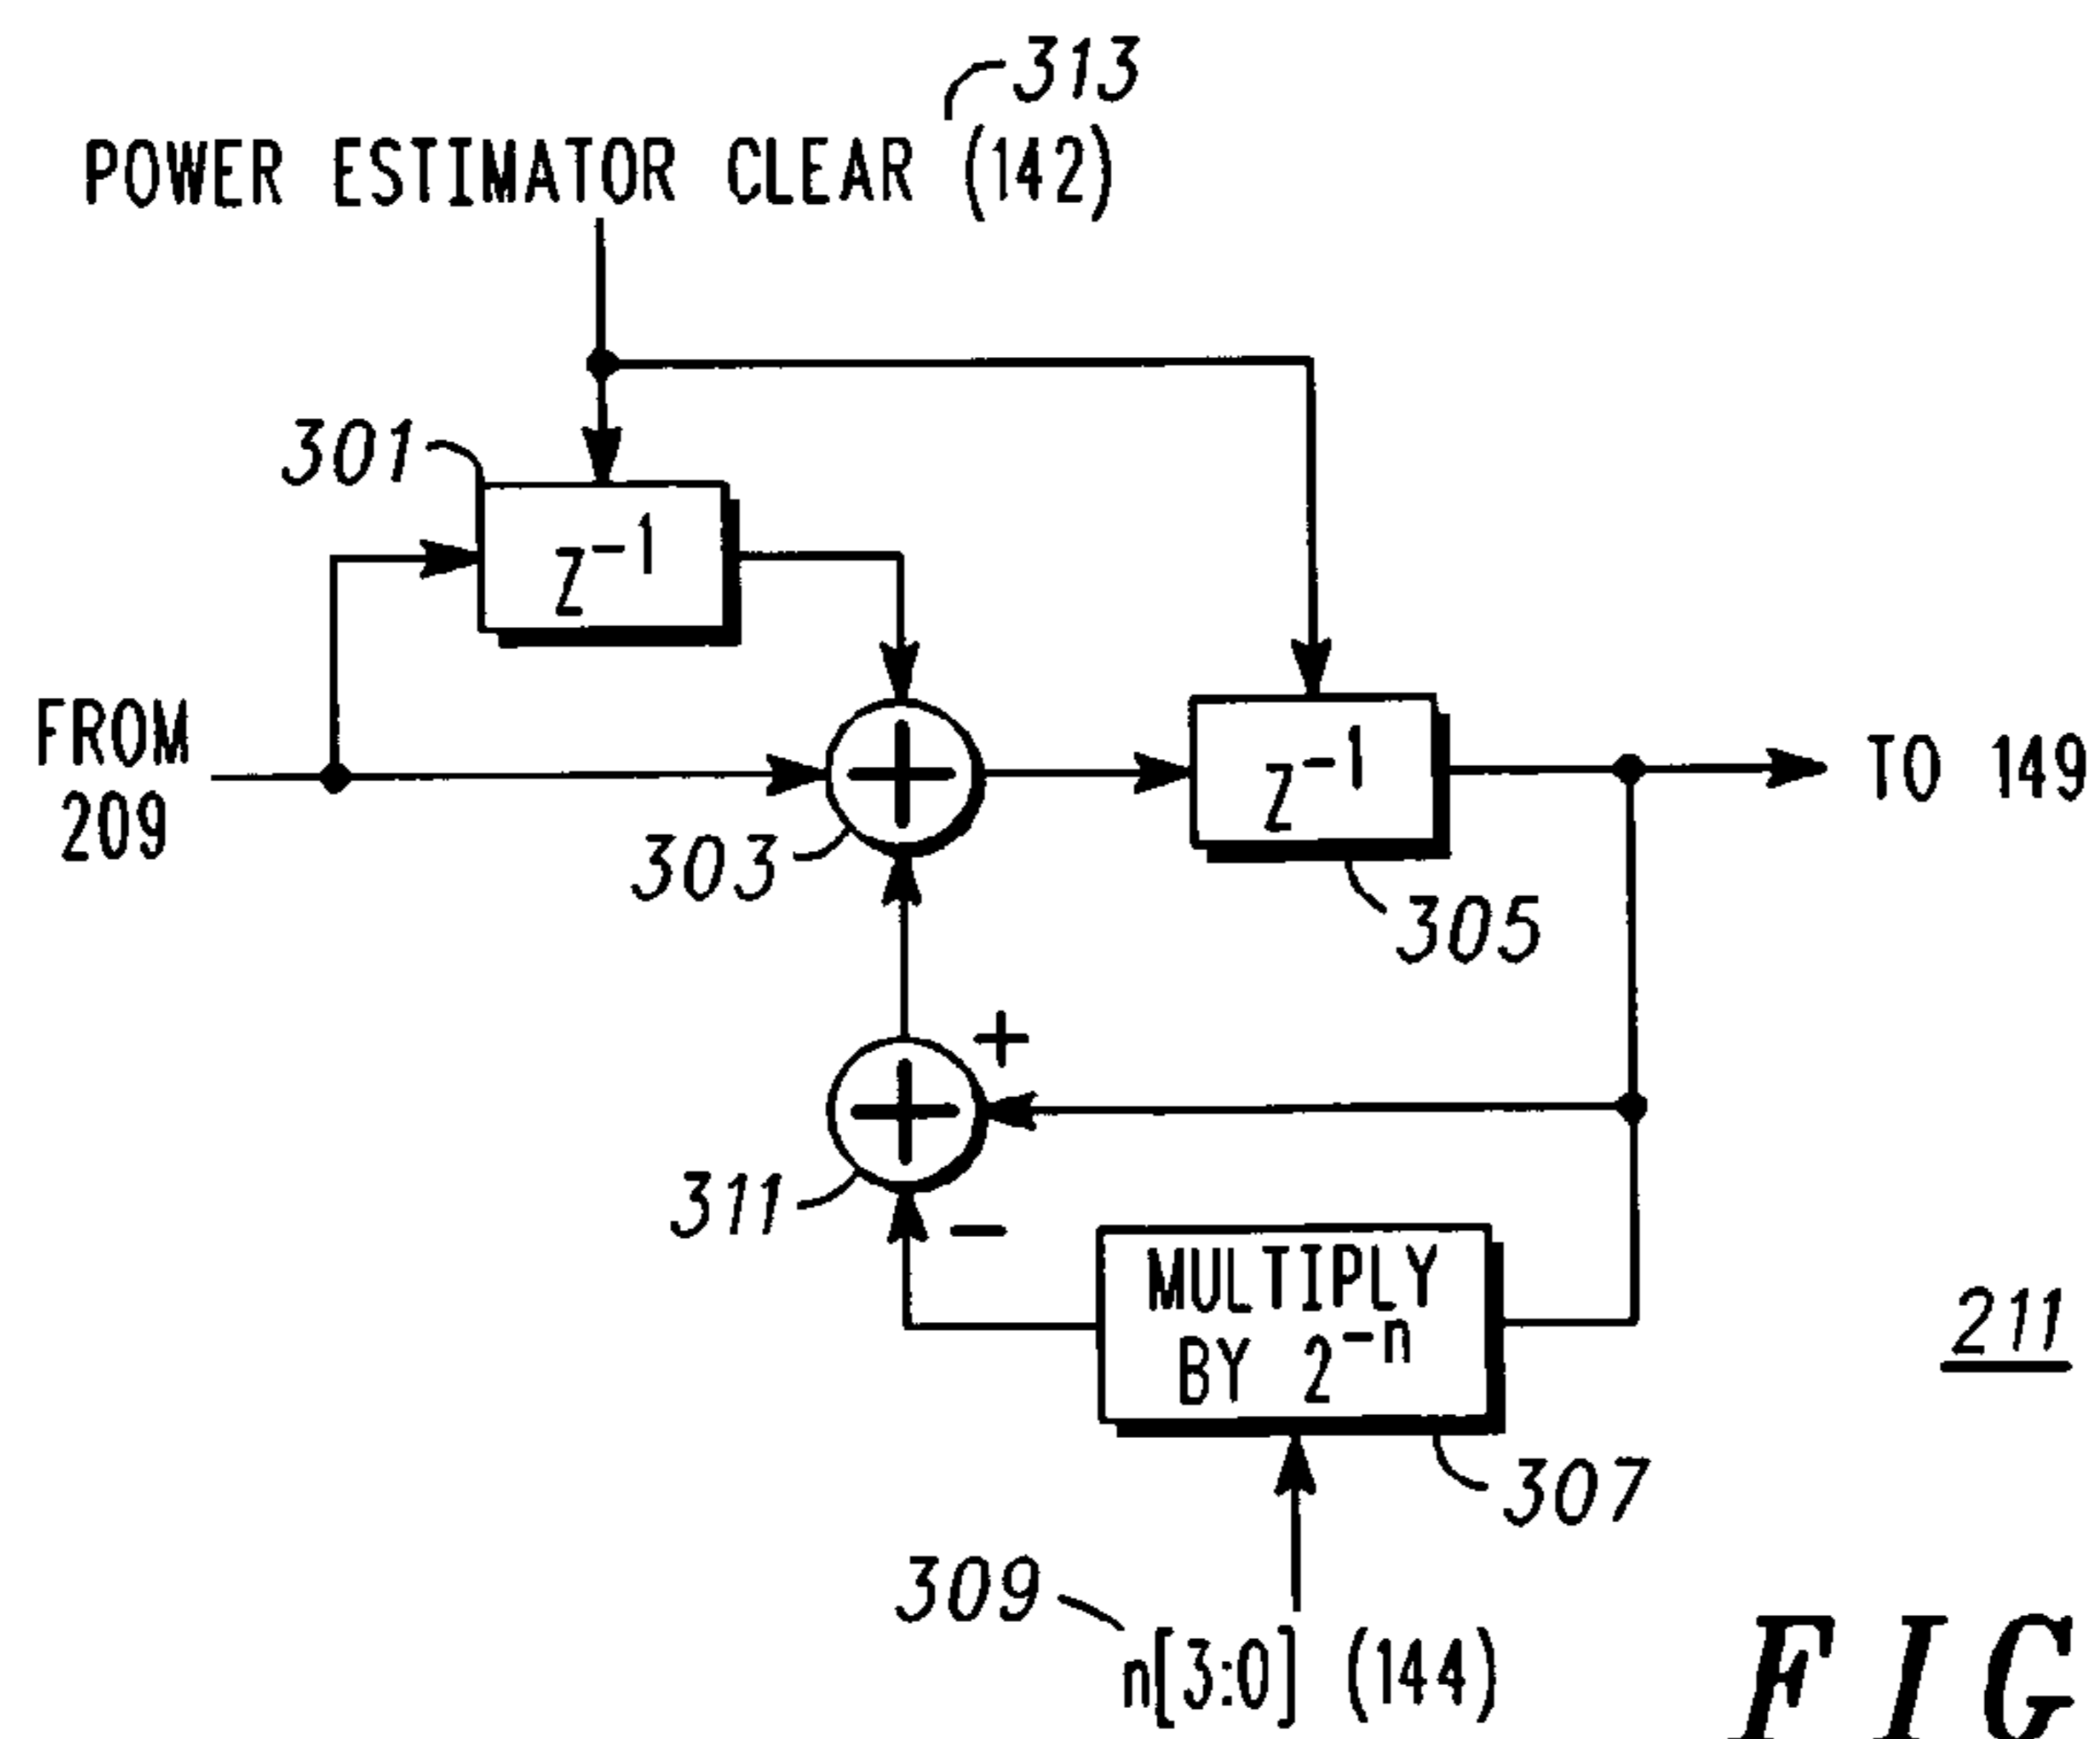 313
POWER ESTIMATOR CLEAR (142)
301
z⁻¹
FROM
209
303
z⁻¹
TO 149
305
+
311
−
MULTIPLY
BY 2⁻ⁿ
211
307
309
n[3:0] (144)
FIG